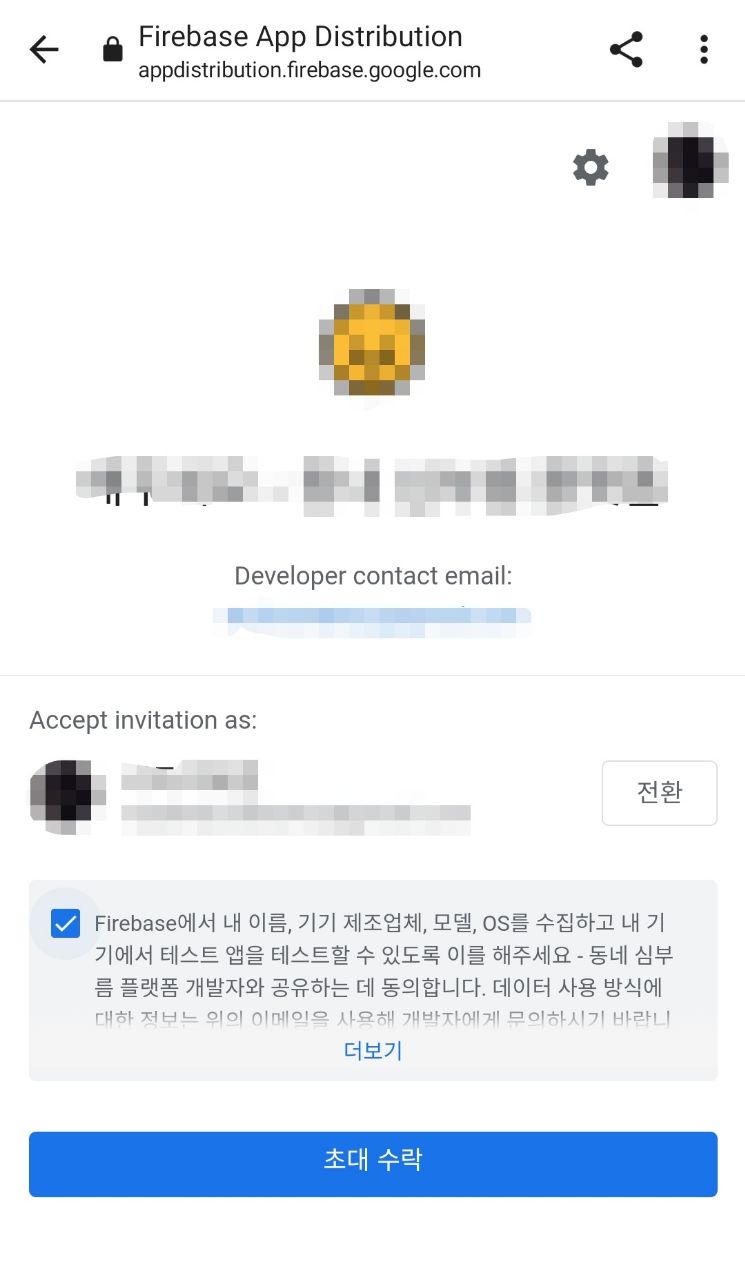 Firebase App Distribution
appdistribution.firebase.google.com
Developer contact email:
Accept invitation as:
전환
Firebase에서 내 이름, 기기 제조업체, 모델, OS를 수집하고 내 기
기에서 테스트 앱을 테스트할 수 있도록 이를 해주세요 - 동네 심부
름 플랫폼 개발자와 공유하는 데 동의합니다. 데이터 사용 방식에
대한 정보는 위의 이메일을 사용해 개발자에게 문의하시기 바랍니
더보기
초대 수락